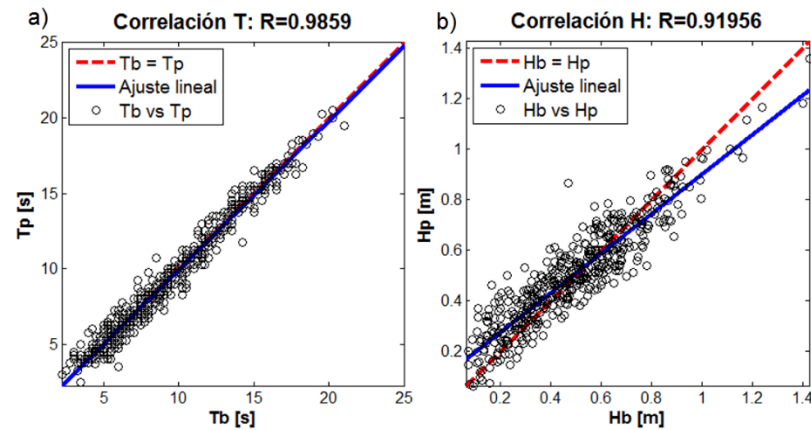 a)
Correlación T: R=0.9859
Tb = Tp
Ajuste lineal
Tb vs Tp
25
20
15
10
5
Tp [s]
5
10
15
20
25
Tb [s]
b)
Correlación H: R=0.91956
Hb = Hp
Ajuste lineal
Hb vs Hp
1.4
1.2
1
0.8
0.6
0.4
0.2
Hp [m]
0.2
0.4
0.6
0.8
1
1.2
1.4
Hb [m]